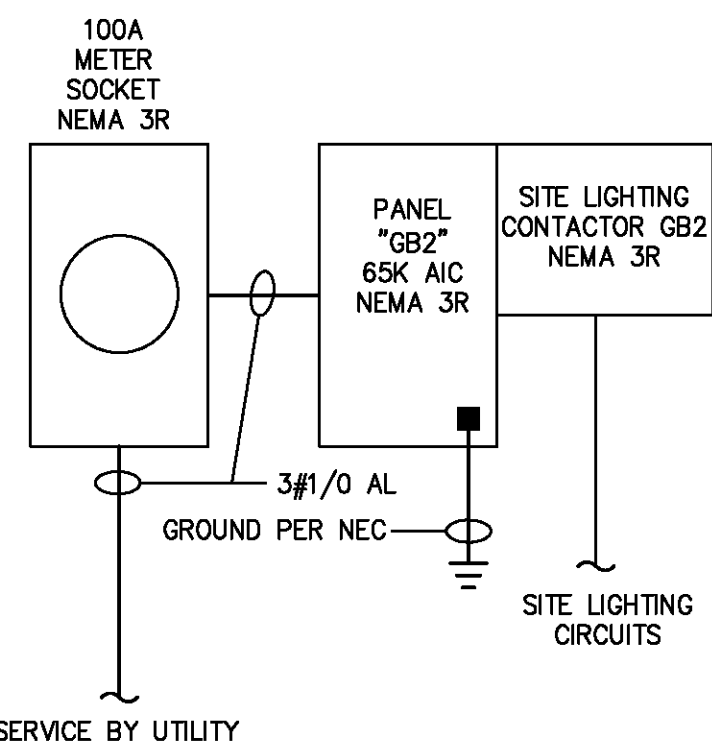 100A
METER
SOCKET
NEMA 3R
PANEL
"GB2"
65K AIC
NEMA 3R
SITE LIGHTING
CONTACTOR GB2
NEMA 3R
3#1/0 AL
GROUND PER NEC
SITE LIGHTING
CIRCUITS
SERVICE BY UTILITY